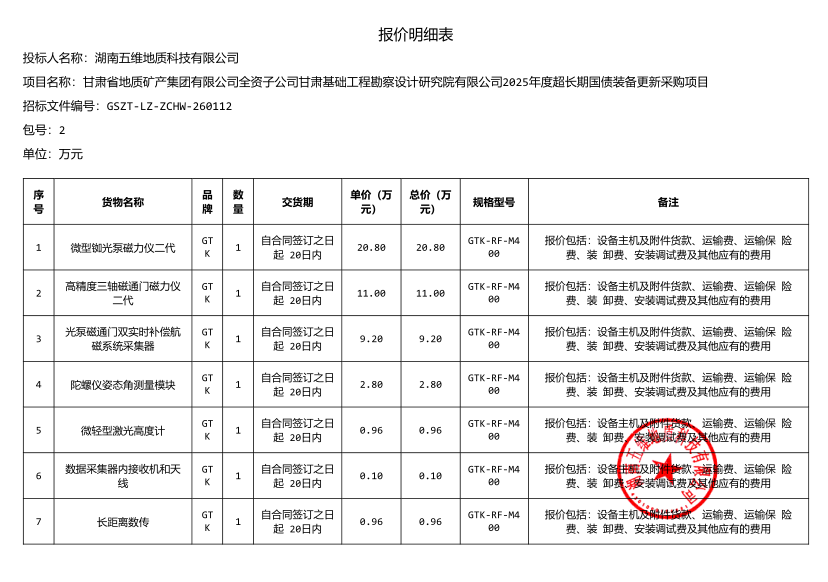 报价明细表
投标人名称：湖南五维地质科技有限公司
项目名称：甘肃省地质矿产集团有限公司全资子公司甘肃基础工程勘察设计研究院有限公司2025年度超长期国债装备更新采购项目
招标文件编号：GSZT-LZ-ZCHW-260112
包号：2
单位：万元
序号 货物名称 品牌 数量 交货期 单价（万元） 总价（万元） 规格型号 备注
1 微型铷光泵磁力仪二代 GTK 1 自合同签订之日起 20日内 20.80 20.80 GTK-RF-M400 报价包括：设备主机及附件货款、运输费、运输保 险费、装 卸费、安装调试费及其他应有的费用
2 高精度三轴磁通门磁力仪二代 GTK 1 自合同签订之日起 20日内 11.00 11.00 GTK-RF-M400 报价包括：设备主机及附件货款、运输费、运输保 险费、装 卸费、安装调试费及其他应有的费用
3 光泵磁通门双实时补偿航磁系统采集器 GTK 1 自合同签订之日起 20日内 9.20 9.20 GTK-RF-M400 报价包括：设备主机及附件货款、运输费、运输保 险费、装 卸费、安装调试费及其他应有的费用
4 陀螺仪姿态角测量模块 GTK 1 自合同签订之日起 20日内 2.80 2.80 GTK-RF-M400 报价包括：设备主机及附件货款、运输费、运输保 险费、装 卸费、安装调试费及其他应有的费用
5 微轻型激光高度计 GTK 1 自合同签订之日起 20日内 0.96 0.96 GTK-RF-M400 报价包括：设备主机及附件货款、运输费、运输保 险费、装 卸费、安装调试费及其他应有的费用
6 数据采集器内接收机和天线 GTK 1 自合同签订之日起 20日内 0.10 0.10 GTK-RF-M400 报价包括：设备主机及附件货款、运输费、运输保 险费、装 卸费、安装调试费及其他应有的费用
7 长距离数传 GTK 1 自合同签订之日起 20日内 0.96 0.96 GTK-RF-M400 报价包括：设备主机及附件货款、运输费、运输保 险费、装 卸费、安装调试费及其他应有的费用
湖南五维地质科技有限公司